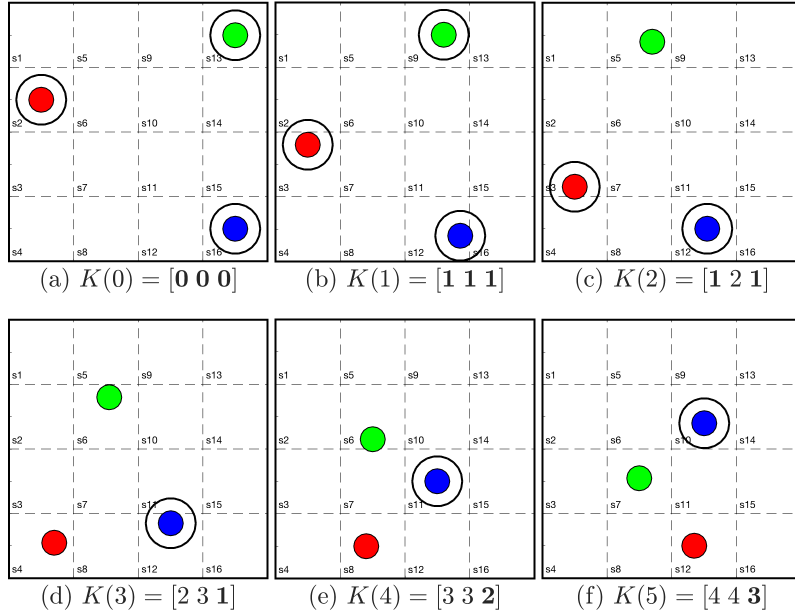 s1 s5 s9 s13
s2 s6 s10 s14
s3 s7 s11 s15
s4 s8 s12 s16
(a) K(0) = [0 0 0]
s1 s5 s9 s13
s2 s6 s10 s14
s3 s7 s11 s15
s4 s8 s12 s16
(b) K(1) = [1 1 1]
s1 s5 s9 s13
s2 s6 s10 s14
s3 s7 s11 s15
s4 s8 s12 s16
(c) K(2) = [1 2 1]
s1 s5 s9 s13
s2 s6 s10 s14
s3 s7 s11 s15
s4 s8 s12 s16
(d) K(3) = [2 3 1]
s1 s5 s9 s13
s2 s6 s10 s14
s3 s7 s11 s15
s4 s8 s12 s16
(e) K(4) = [3 3 2]
s1 s5 s9 s13
s2 s6 s10 s14
s3 s7 s11 s15
s4 s8 s12 s16
(f) K(5) = [4 4 3]